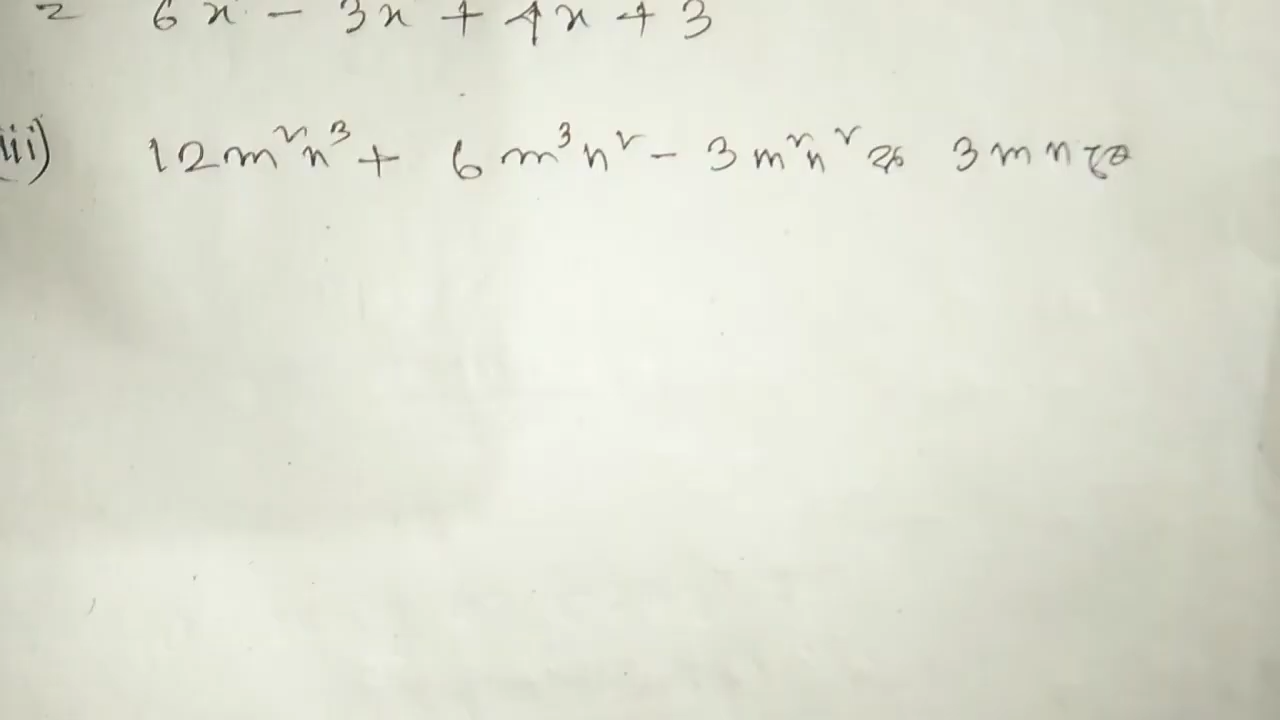 = 6x - 3x + 4x + 3
iii) 12m²n³ + 6m³n² - 3m²n² ক 3mn রে